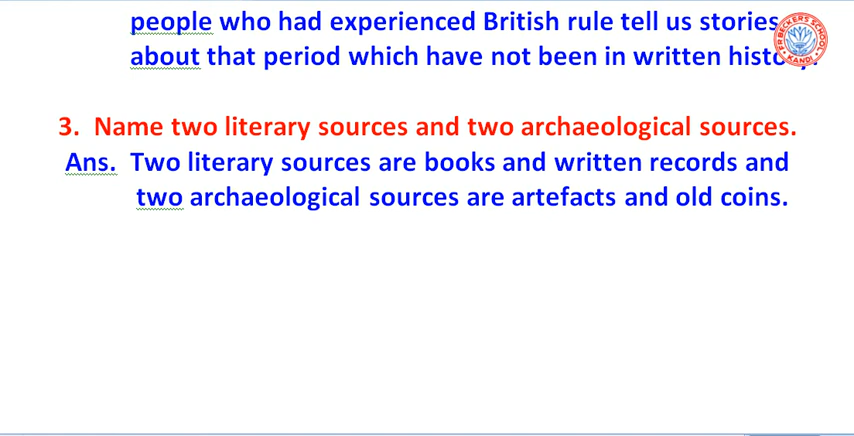 people who had experienced British rule tell us stories
about that period which have not been in written
3. Name two literary sources and two archaeological sources.
Ans. Two literary sources are books and written records and
two archaeological sources are artefacts and old coins.